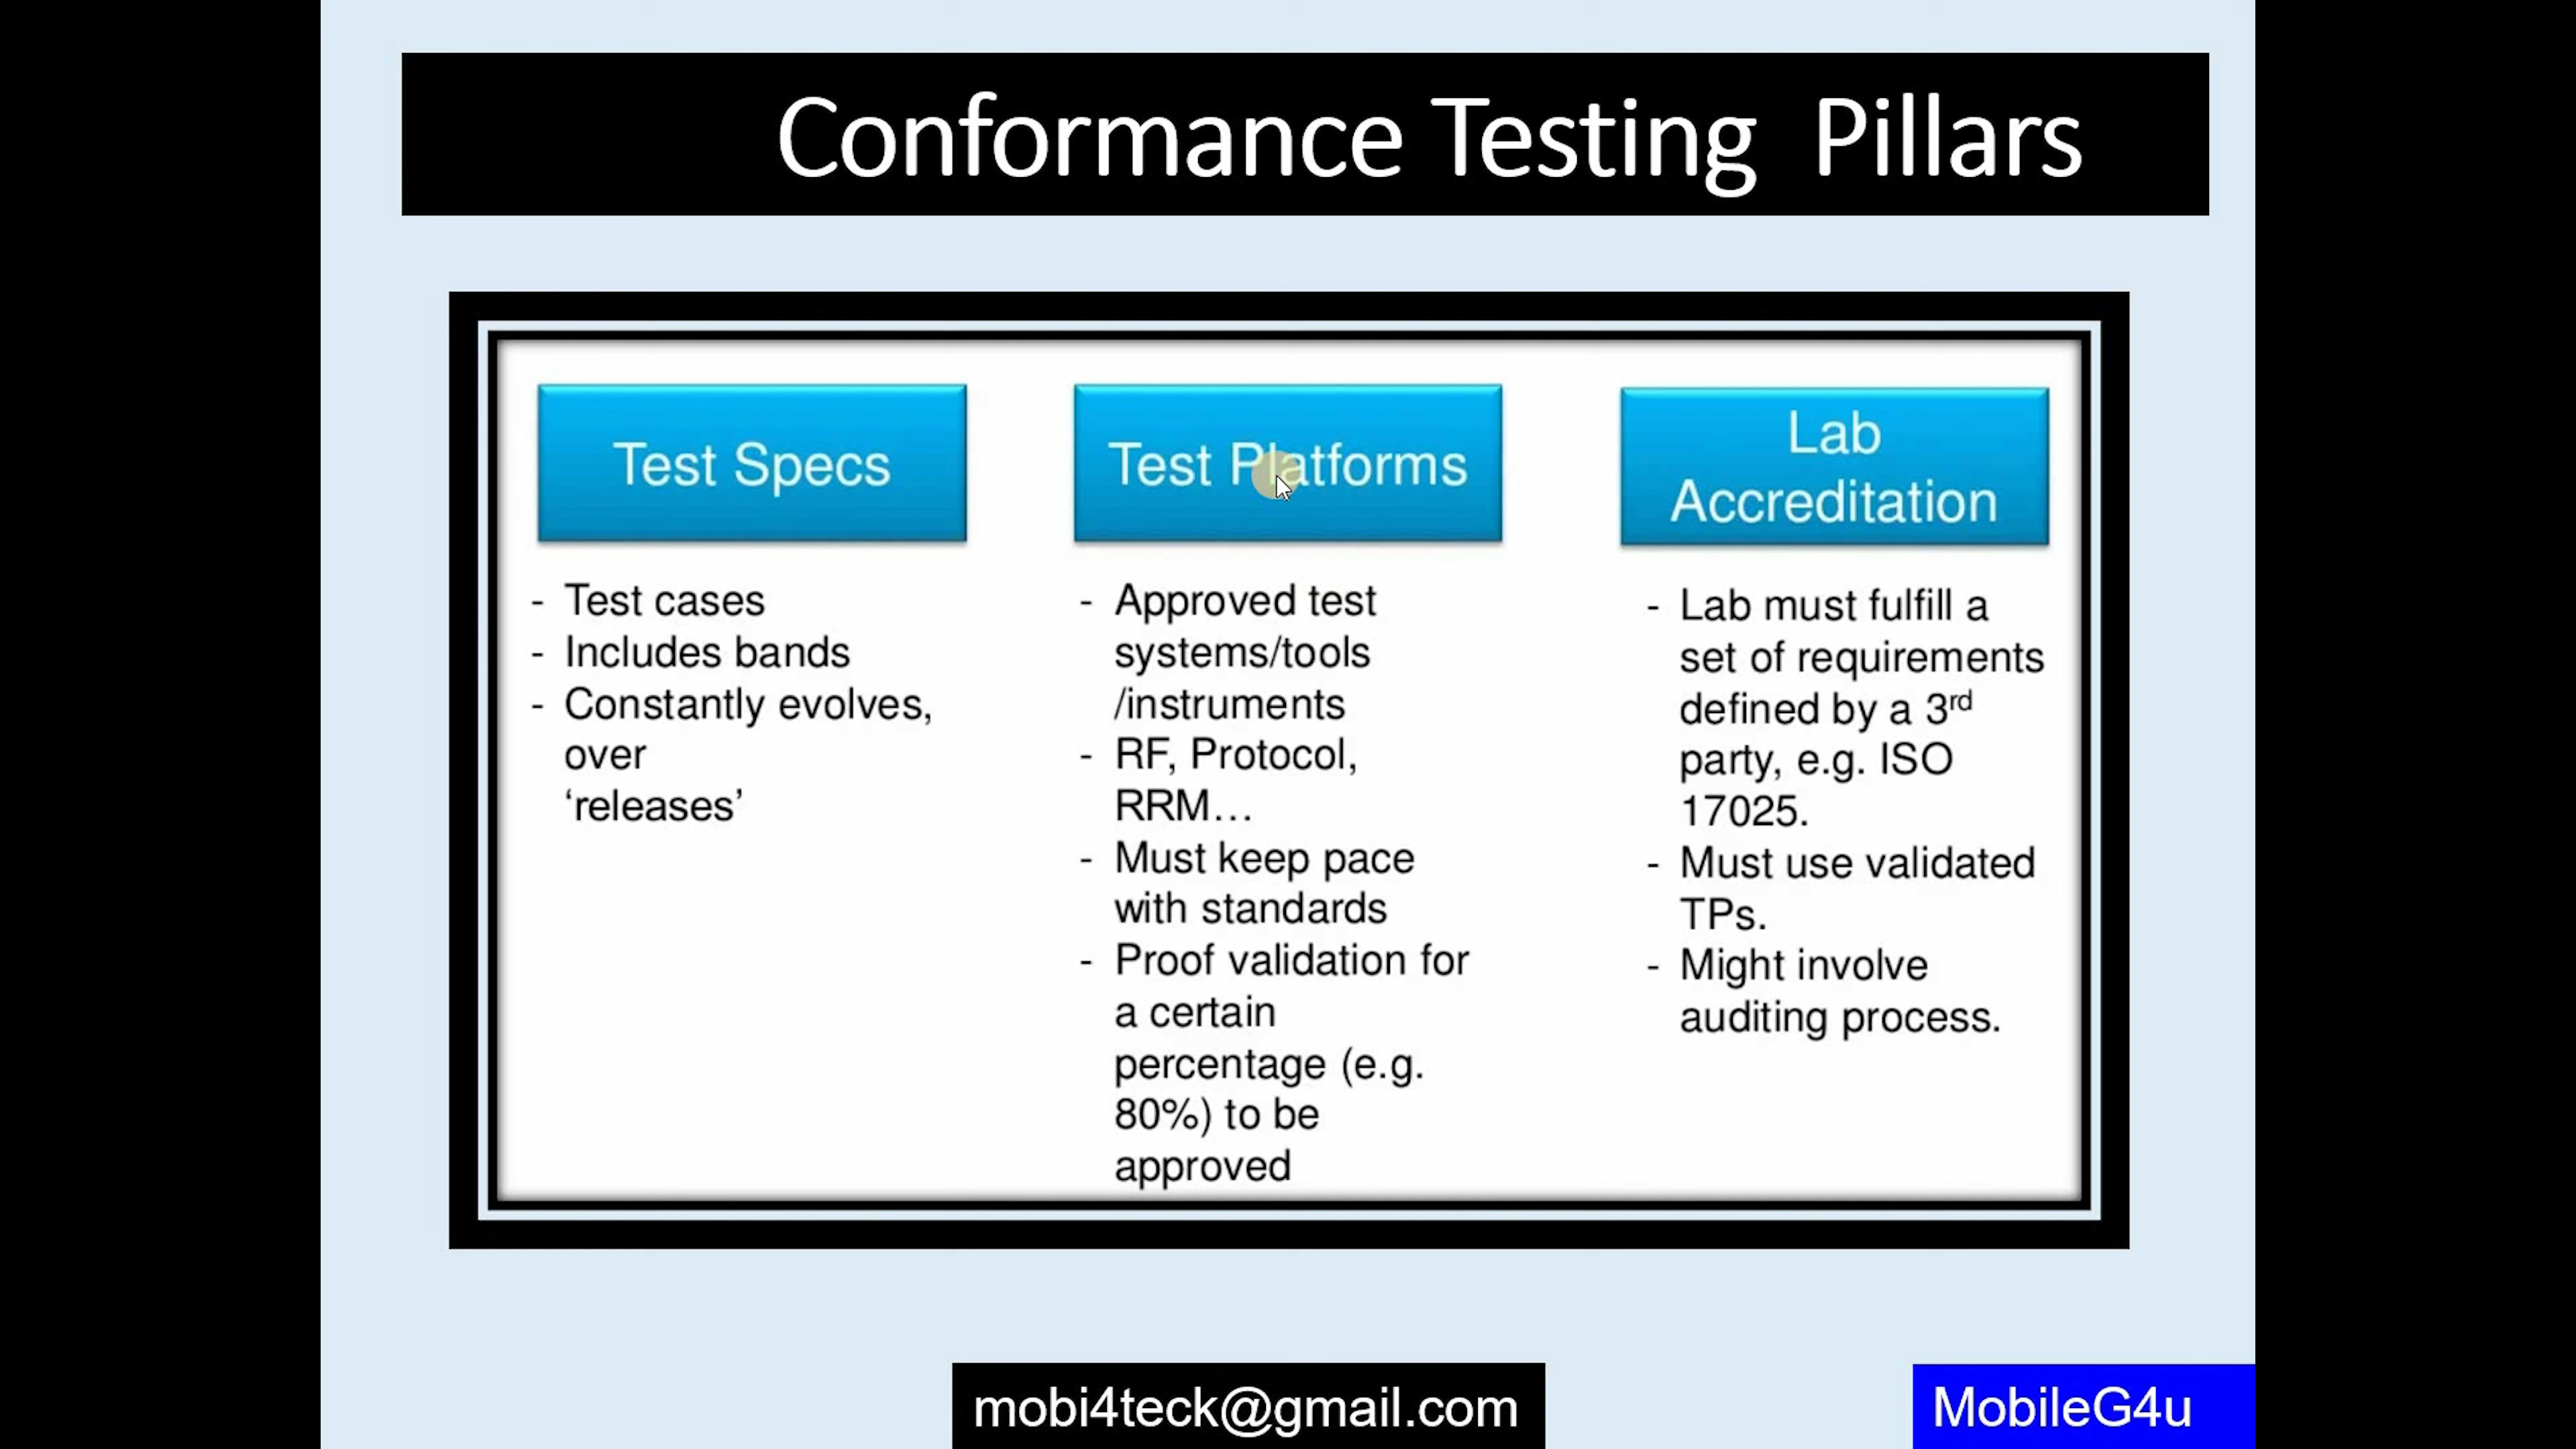 Conformance Testing Pillars
Test Specs
- Test cases
- Includes bands
- Constantly evolves,
over
‘releases’
Test Platforms
- Approved test
systems/tools
/instruments
- RF, Protocol,
RRM…
- Must keep pace
with standards
- Proof validation for
a certain
percentage (e.g.
80%) to be
approved
Lab
Accreditation
- Lab must fulfill a
set of requirements
defined by a 3rd
party, e.g. ISO
17025.
- Must use validated
TPs.
- Might involve
auditing process.
mobi4teck@gmail.com
MobileG4u